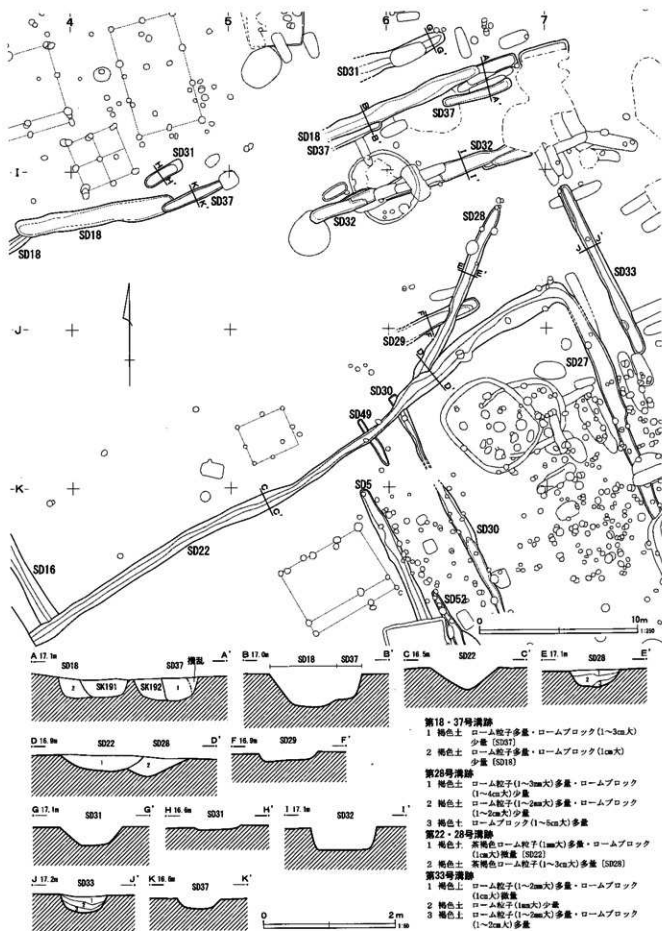 4 5 6 7
SD31
SD37
SD18
SD37
SD32
SD31
SD37
-I-
SD18
SD18
SD32
SD28
SD33
-J-
SD29
SD27
SD30
SD49
-K-
SD5
SD30
SD22
SD16
SD52
0 10m
1:200
A 17.1m SD18 SK191 SK192 SD37 撹乱 A'
2 1
B 17.0m SD18 SD37 B'
C 16.5m SD22 C'
E 17.1m SD28 E'
D 16.9m SD22 SD28 D'
1 2
F 16.9m SD29 F'
G 17.1m SD31 G'
H 16.6m SD31 H'
I 17.1m SD32 I'
J 17.2m SD33 J'
K 16.6m SD37 K'
0 2m
1:60
第18・37号溝跡
1 褐色土 ローム粒子多量・ロームブロック(1~3cm大)
少量 [SD37]
2 褐色土 ローム粒子多量・ロームブロック(1cm大)
少量 [SD18]
第28号溝跡
1 褐色土 ローム粒子(1~3mm大)多量・ロームブロック
(1~4cm大)少量
2 褐色土 ローム粒子(1~2mm大)多量・ロームブロック
(1~2cm大)少量
3 褐色土 ロームブロック(1~5cm大)多量
第22・28号溝跡
1 褐色土 茶褐色ローム粒子(1mm大)多量・ロームブロック
(1cm大)微量 [SD22]
2 褐色土 茶褐色ローム粒子(1~3cm大)多量 [SD28]
第33号溝跡
1 褐色土 ローム粒子(1~2mm大)多量・ロームブロック
(1cm大)微量
2 褐色土 ローム粒子(1mm大)少量
3 褐色土 ローム粒子(1~2mm大)多量・ロームブロック
(1~2cm大)多量